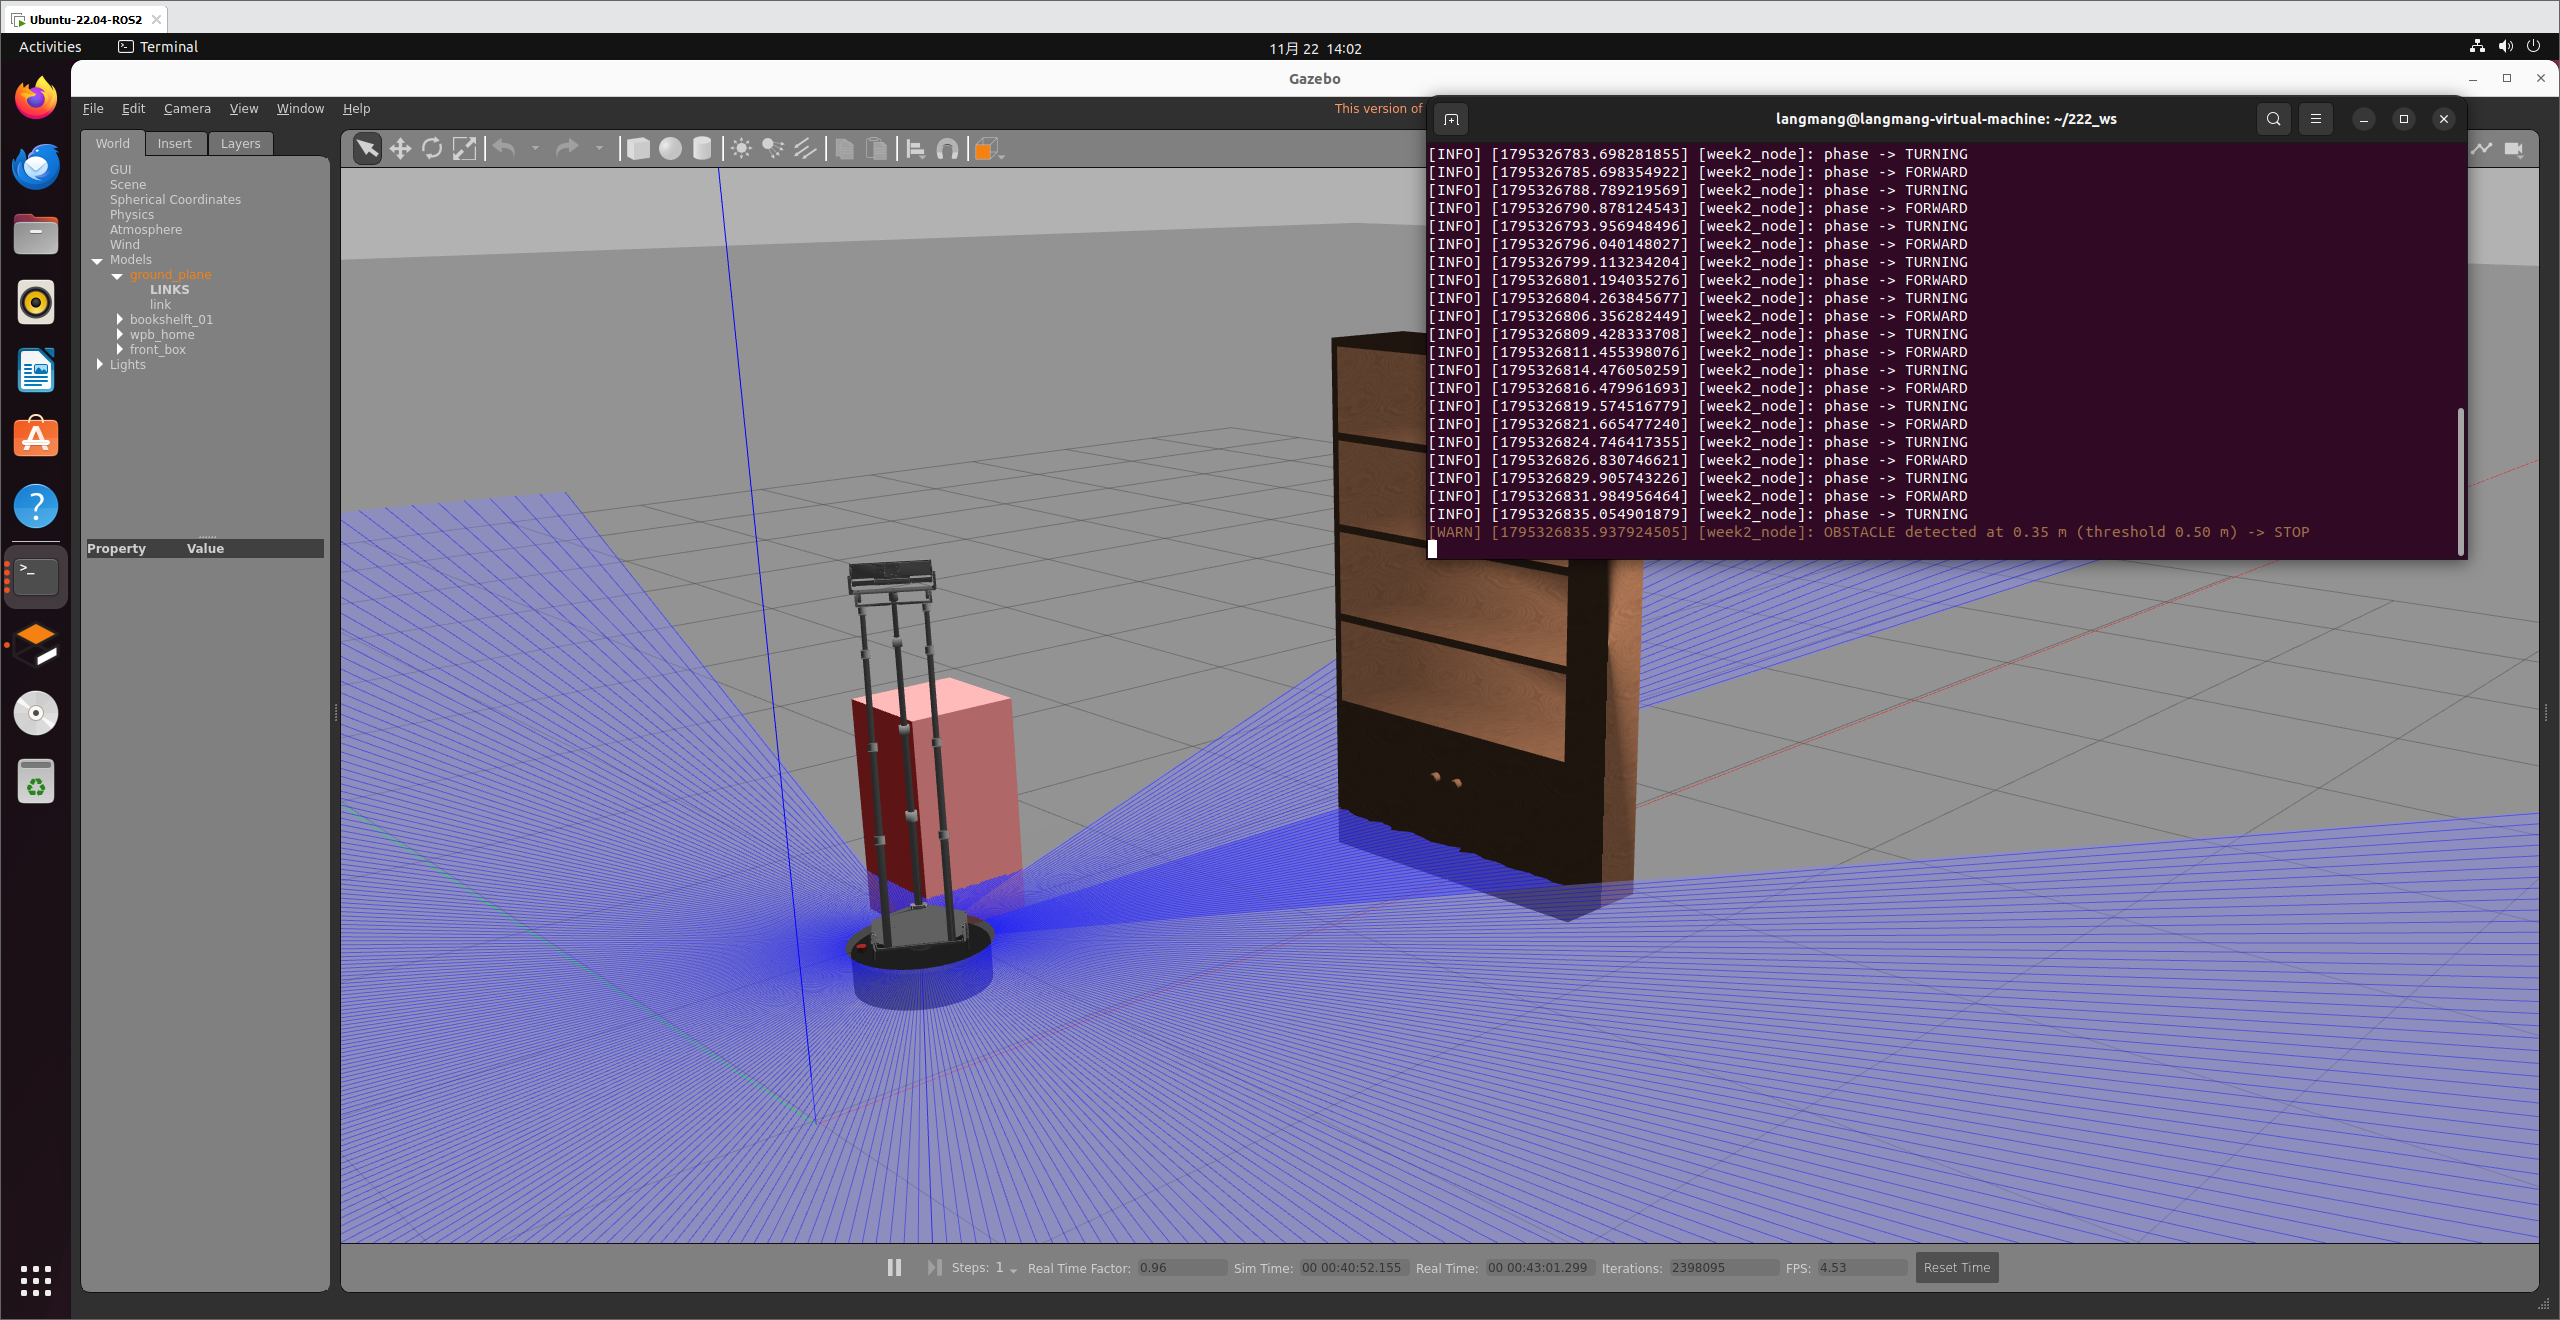 Ubuntu-22.04-ROS2
Activities
Terminal
11月 22 14:02
Gazebo
File Edit Camera View Window Help
This version of
World Insert Layers
GUI
Scene
Spherical Coordinates
Physics
Atmosphere
Wind
Models
ground_plane
LINKS
link
bookshelft_01
wpb_home
front_box
Lights
Property Value
langmang@langmang-virtual-machine: ~/222_ws
[INFO] [1795326783.698281855] [week2_node]: phase -> TURNING
[INFO] [1795326785.698354922] [week2_node]: phase -> FORWARD
[INFO] [1795326788.789219569] [week2_node]: phase -> TURNING
[INFO] [1795326790.878124543] [week2_node]: phase -> FORWARD
[INFO] [1795326793.956948496] [week2_node]: phase -> TURNING
[INFO] [1795326796.040148027] [week2_node]: phase -> FORWARD
[INFO] [1795326799.113234204] [week2_node]: phase -> TURNING
[INFO] [1795326801.194035276] [week2_node]: phase -> FORWARD
[INFO] [1795326804.263845677] [week2_node]: phase -> TURNING
[INFO] [1795326806.356282449] [week2_node]: phase -> FORWARD
[INFO] [1795326809.428333708] [week2_node]: phase -> TURNING
[INFO] [1795326811.455398076] [week2_node]: phase -> FORWARD
[INFO] [1795326814.476050259] [week2_node]: phase -> TURNING
[INFO] [1795326816.479961693] [week2_node]: phase -> FORWARD
[INFO] [1795326819.574516779] [week2_node]: phase -> TURNING
[INFO] [1795326821.665477240] [week2_node]: phase -> FORWARD
[INFO] [1795326824.746417355] [week2_node]: phase -> TURNING
[INFO] [1795326826.830746621] [week2_node]: phase -> FORWARD
[INFO] [1795326829.905743226] [week2_node]: phase -> TURNING
[INFO] [1795326831.984956464] [week2_node]: phase -> FORWARD
[INFO] [1795326835.054901879] [week2_node]: phase -> TURNING
[WARN] [1795326835.937924505] [week2_node]: OBSTACLE detected at 0.35 m (threshold 0.50 m) -> STOP
Steps: 1 Real Time Factor: 0.96 Sim Time: 00 00:40:52.155 Real Time: 00 00:43:01.299 Iterations: 2398095 FPS: 4.53 Reset Time